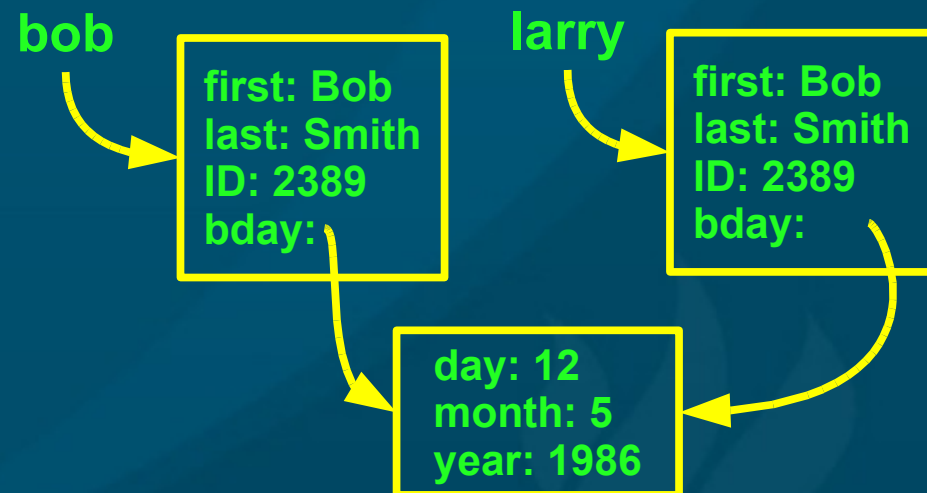 bob
first: Bob
last: Smith
ID: 2389
bday:
larry
first: Bob
last: Smith
ID: 2389
bday:
day: 12
month: 5
year: 1986